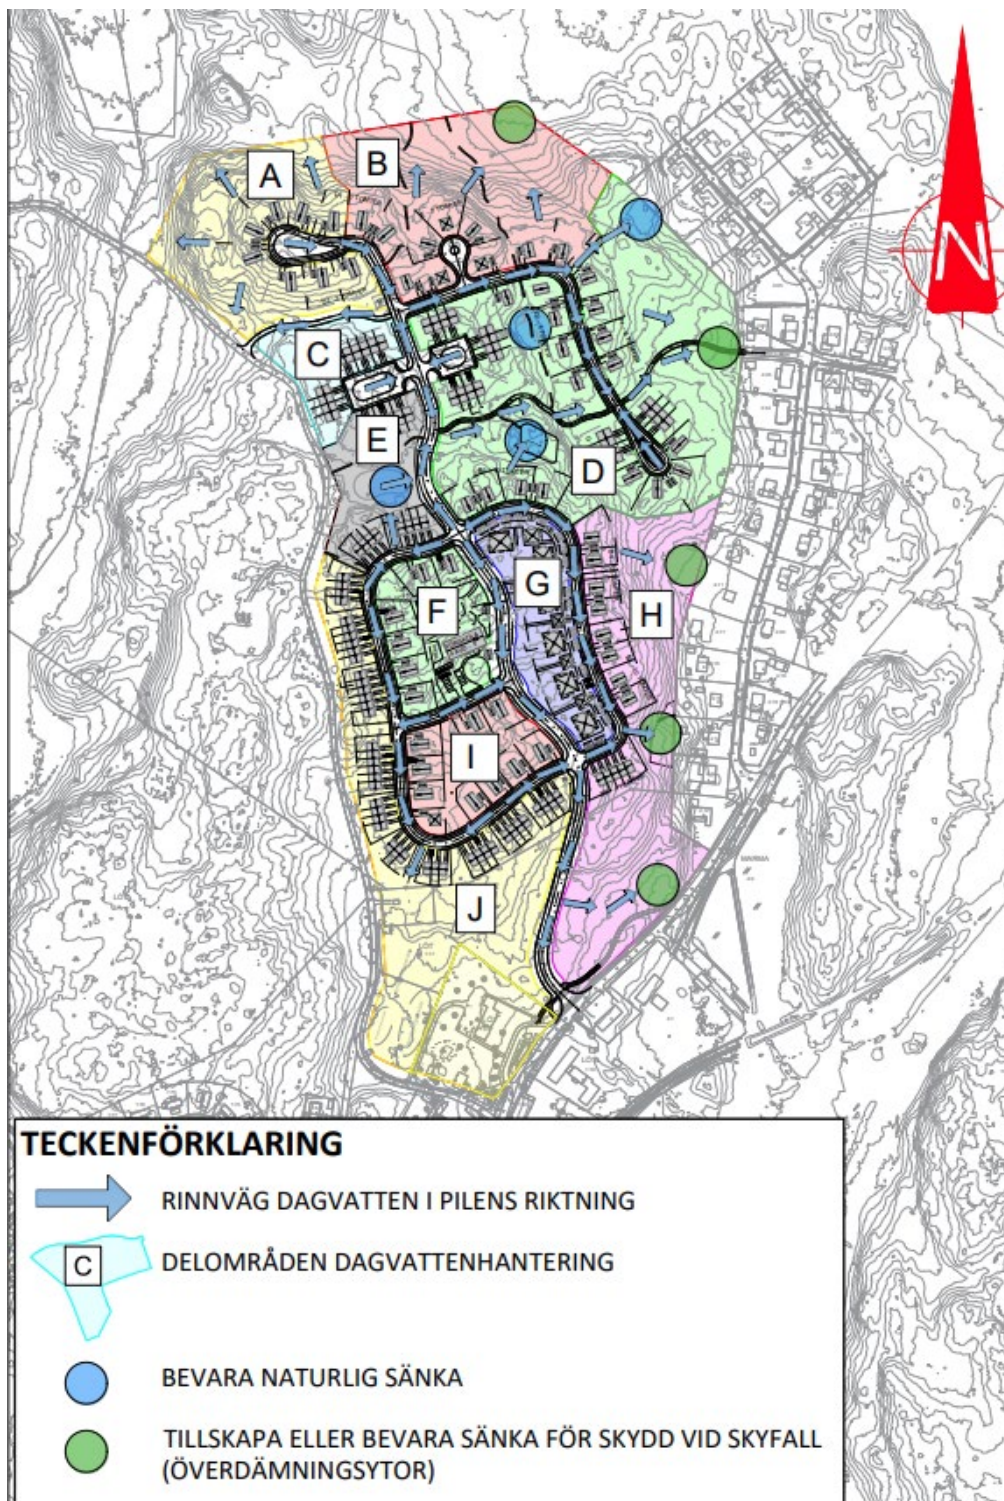 N
A
B
C
E
D
G
F
H
I
J
TECKENFÖRKLARING
RINNVÄG DAGVATTEN I PILENS RIKTNING
C
DELOMRÅDEN DAGVATTENHANTERING
BEVARA NATURLIG SÄNKA
TILLSKAPA ELLER BEVARA SÄNKA FÖR SKYDD VID SKYFALL
(ÖVERDÄMNINGSYTOR)